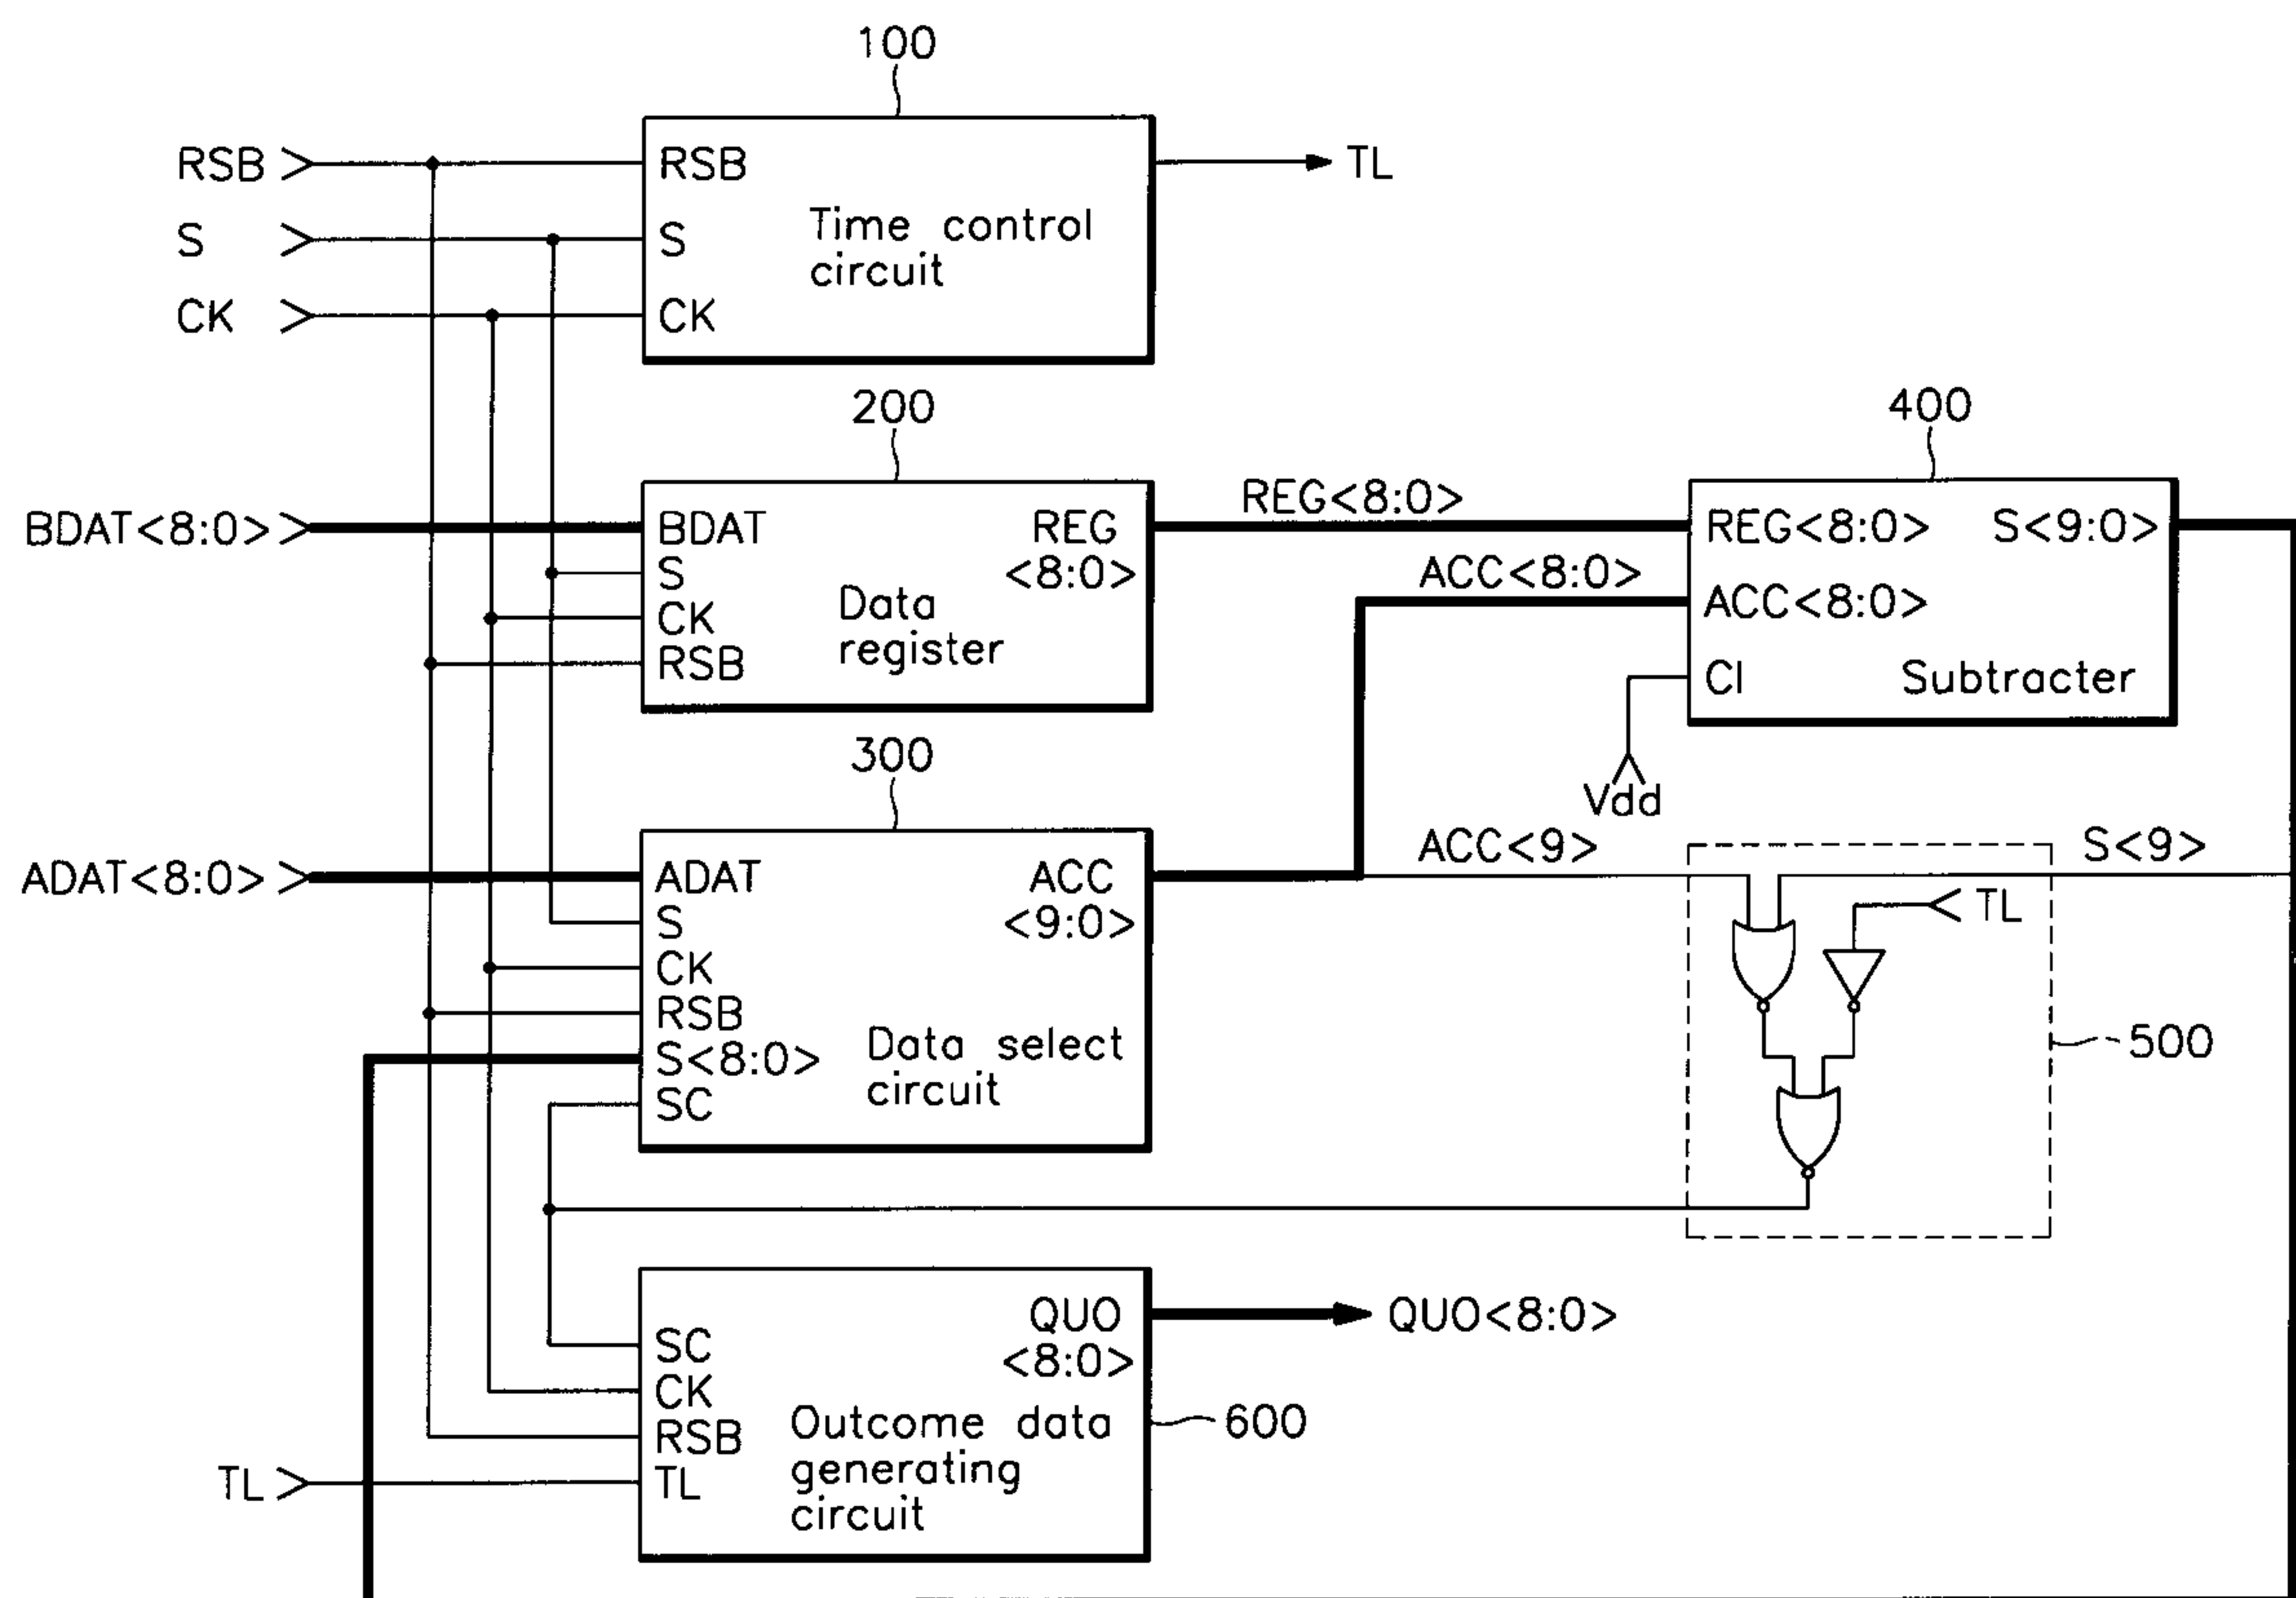 100
RSB
S
CK
RSB
S
CK
Time control
circuit
TL
200
BDAT<8:0>
BDAT
S
CK
RSB
REG
<8:0>
Data
register
REG<8:0>
ACC<8:0>
400
REG<8:0>
S<9:0>
ACC<8:0>
CI
Subtracter
Vdd
300
ADAT<8:0>
ADAT
S
CK
RSB
S<8:0>
SC
ACC
<9:0>
Data select
circuit
ACC<9>
S<9>
TL
500
QUO
<8:0>
SC
CK
RSB
TL
Outcome data
generating
circuit
QUO<8:0>
600
TL